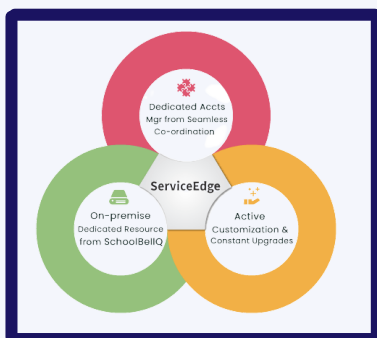 Dedicated Accts
Mgr from Seamless
Co-ordination
ServiceEdge
On-premise
Dedicated Resource
from SchoolBellQ
Active
Customization &
Constant Upgrades